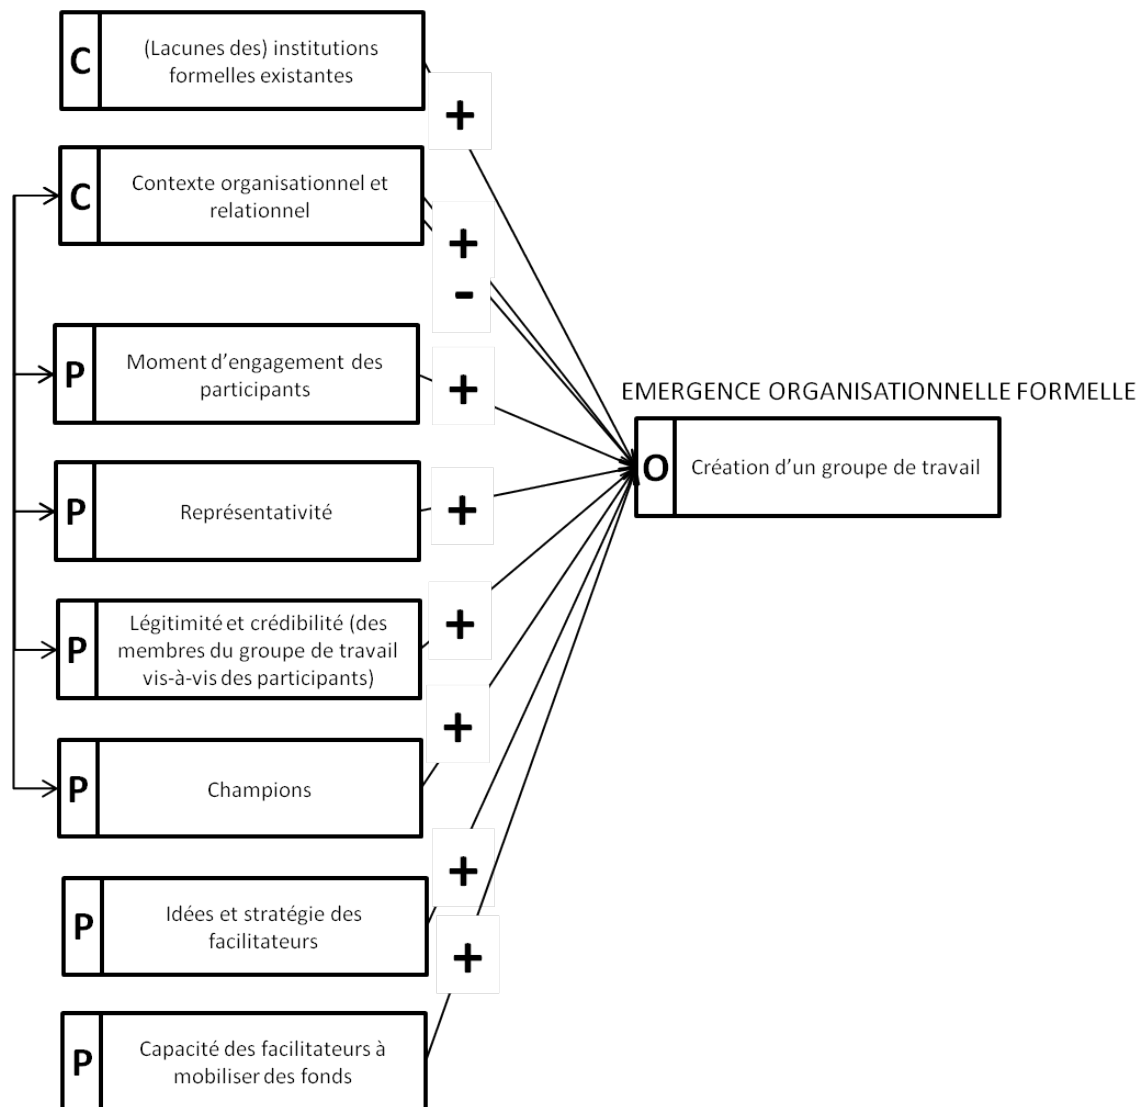 C
(Lacunes des) institutions
formelles existantes
+
C
Contexte organisationnel et
relationnel
+
-
P
Moment d'engagement des
participants
+
EMERGENCE ORGANISATIONNELLE FORMELLE
O
Création d'un groupe de travail
P
Représentativité
+
P
Légitimité et crédibilité (des
membres du groupe de travail
vis-à-vis des participants)
+
P
Champions
+
P
Idées et stratégie des
facilitateurs
+
P
Capacité des facilitateurs à
mobiliser des fonds
+